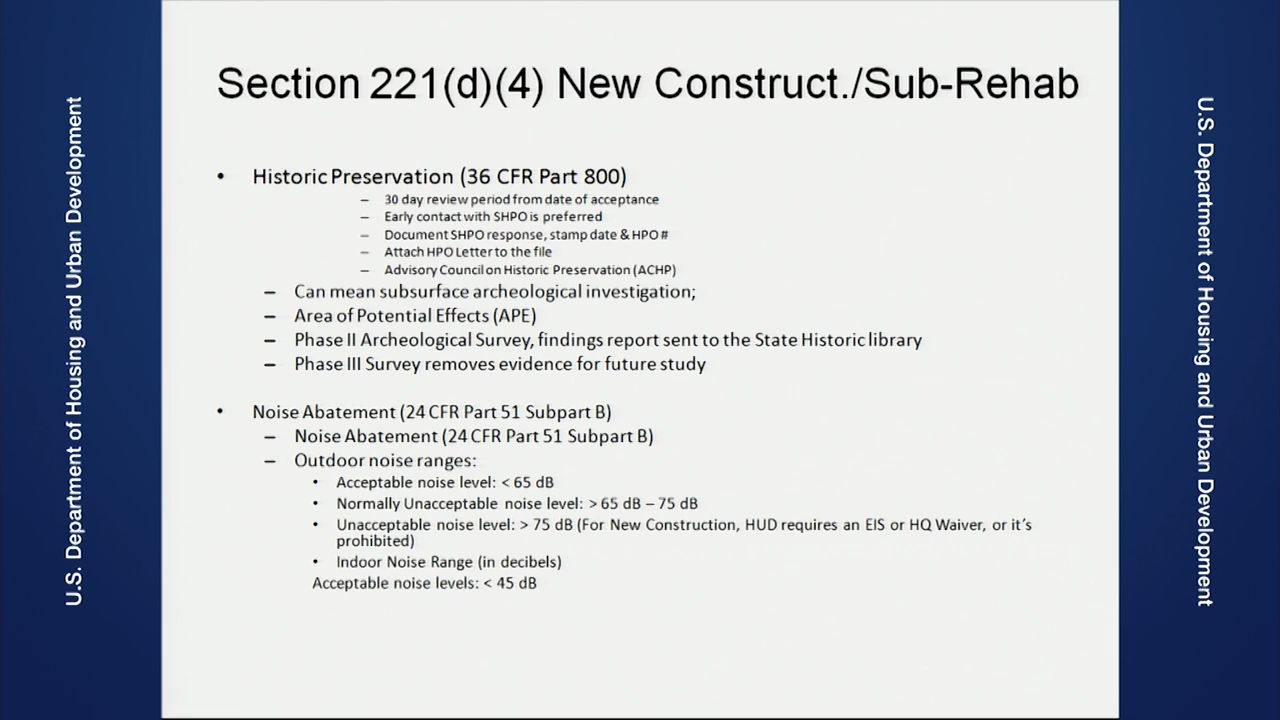 U.S. Department of Housing and Urban Development
Section 221(d)(4) New Construct./Sub-Rehab
• Historic Preservation (36 CFR Part 800)
– 30 day review period from date of acceptance
– Early contact with SHPO is preferred
– Document SHPO response, stamp date & HPO #
– Attach HPO Letter to the file
– Advisory Council on Historic Preservation (ACHP)
– Can mean subsurface archeological investigation;
– Area of Potential Effects (APE)
– Phase II Archeological Survey, findings report sent to the State Historic library
– Phase III Survey removes evidence for future study
• Noise Abatement (24 CFR Part 51 Subpart B)
– Noise Abatement (24 CFR Part 51 Subpart B)
– Outdoor noise ranges:
• Acceptable noise level: < 65 dB
• Normally Unacceptable noise level: > 65 dB – 75 dB
• Unacceptable noise level: > 75 dB (For New Construction, HUD requires an EIS or HQ Waiver, or it's
prohibited)
• Indoor Noise Range (in decibels)
Acceptable noise levels: < 45 dB
U.S. Department of Housing and Urban Development